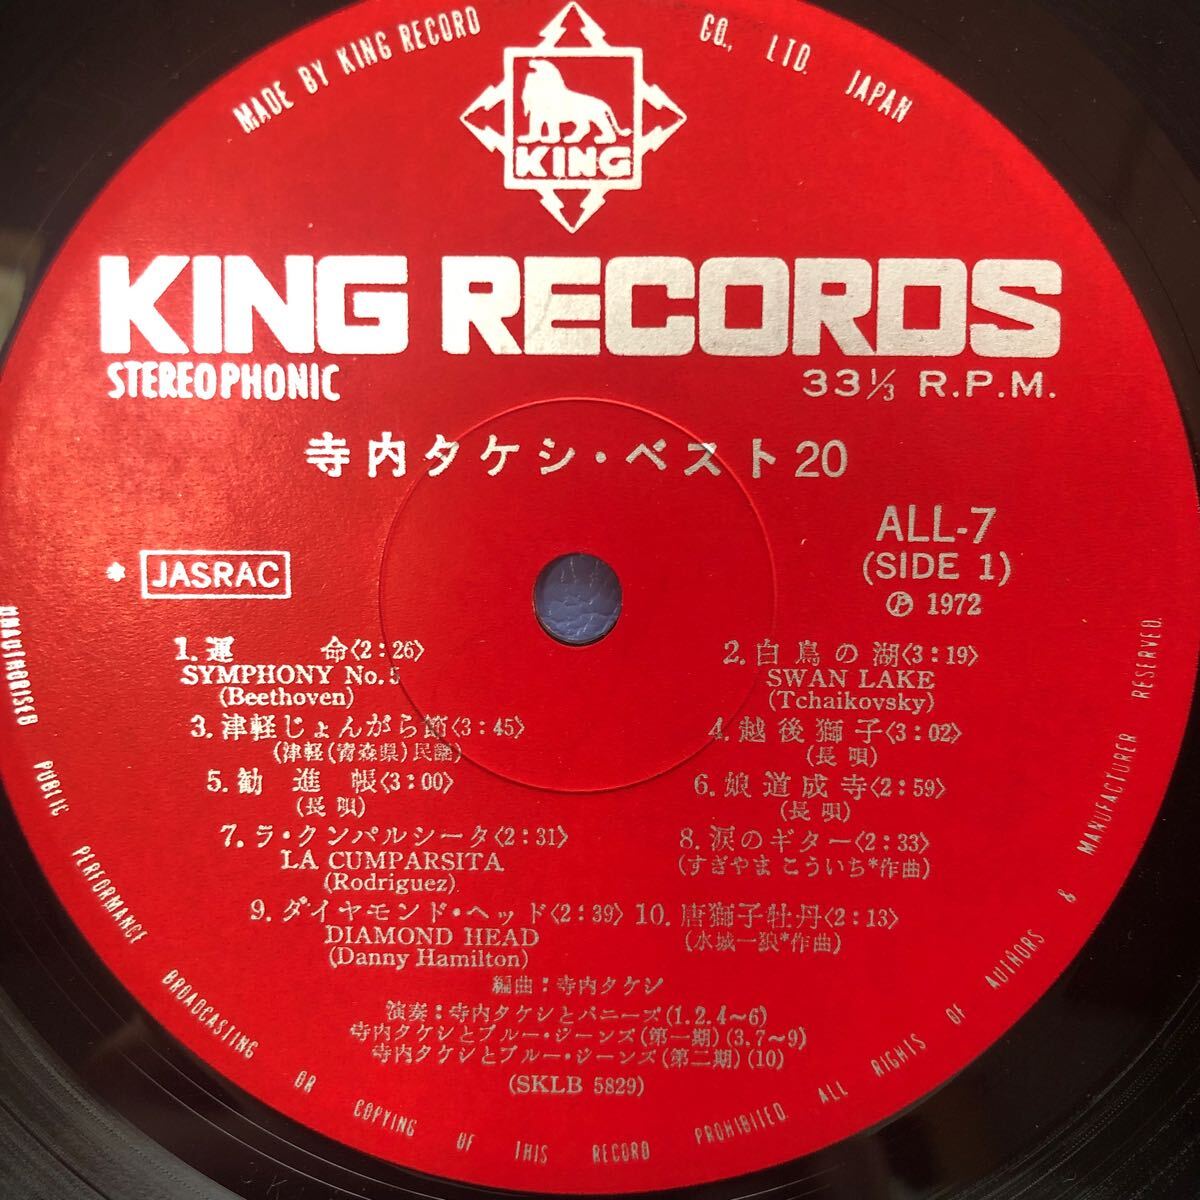 MADE BY KING RECORD CO., LTD. JAPAN
KING
KING RECORDS
STEREOPHONIC
33⅓ R.P.M.
寺内タケシ・ベスト20
ALL-7
(SIDE 1)
Ⓟ 1972
* JASRAC
1. 運命〈2:26〉
SYMPHONY No.5
(Beethoven)
2. 白鳥の湖〈3:19〉
SWAN LAKE
(Tchaikovsky)
3. 津軽じょんがら節〈3:45〉
(津軽(青森県)民謡)
4. 越後獅子〈3:02〉
(長唄)
5. 勧進帳〈3:00〉
(長唄)
6. 娘道成寺〈2:59〉
(長唄)
7. ラ・クンパルシータ〈2:31〉
LA CUMPARSITA
(Rodriguez)
8. 涙のギター〈2:33〉
(すぎやまこういち*作曲)
9. ダイヤモンド・ヘッド〈2:39〉
DIAMOND HEAD
(Danny Hamilton)
10. 唐獅子牡丹〈2:13〉
(水城一狼*作曲)
編曲：寺内タケシ
演奏：寺内タケシとバニーズ(1.2.4~6)
寺内タケシとブルー・ジーンズ(第一期)(3.7~9)
寺内タケシとブルー・ジーンズ(第二期)(10)
(SKLB 5829)
UNAUTHORISED PUBLIC PERFORMANCE BROADCASTING OR COPYING OF THIS RECORD PROHIBITED. ALL RIGHTS OF AUTHORS & MANUFACTURER RESERVED.